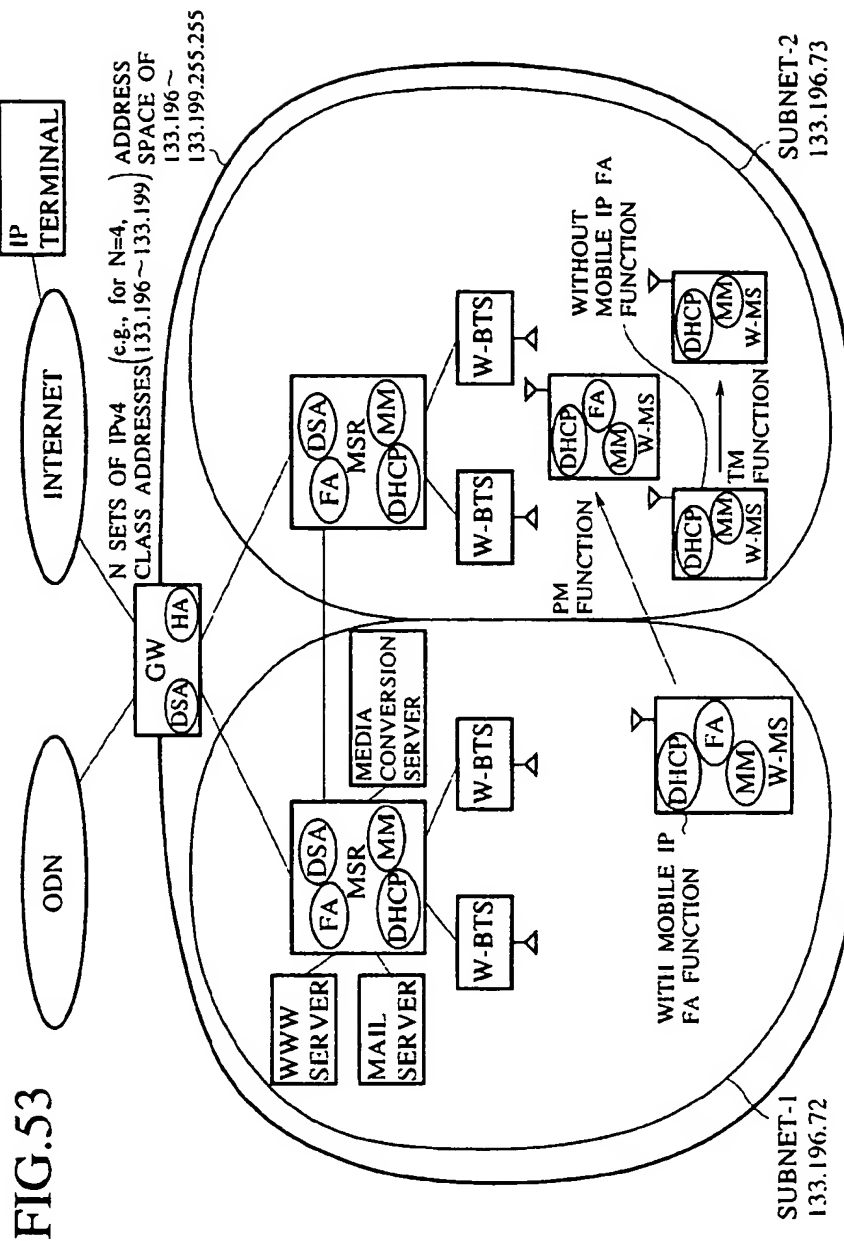 FIG.53
ODN
INTERNET
IP
TERMINAL
GW
DSA
HA
N SETS OF IPv4
CLASS ADDRESSES
(e.g., for N=4,
133.196~133.199)
ADDRESS
SPACE OF
133.196~
133.199.255.255
WWW
SERVER
MAIL
SERVER
FA
DSA
MSR
DHCP
MM
MEDIA
CONVERSION
SERVER
FA
DSA
MSR
DHCP
MM
W-BTS
W-BTS
W-BTS
W-BTS
WITH MOBILE IP
FA FUNCTION
DHCP
FA
MM
W-MS
PM
FUNCTION
DHCP
FA
MM
W-MS
WITHOUT
MOBILE IP FA
FUNCTION
DHCP
MM
W-MS
TM
FUNCTION
DHCP
MM
W-MS
SUBNET-1
133.196.72
SUBNET-2
133.196.73